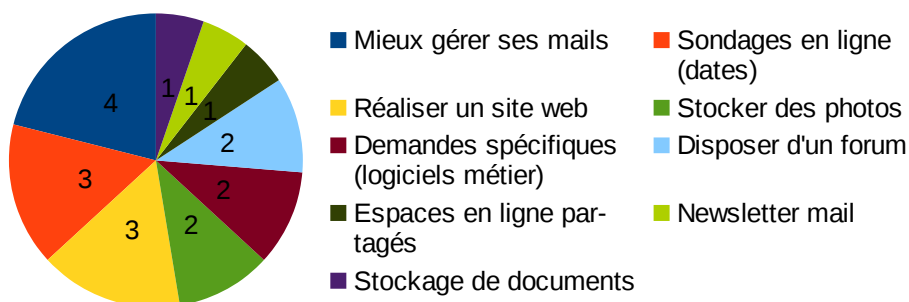 4
3
3
2
2
2
1
1
1
Mieux gérer ses mails
Sondages en ligne
(dates)
Réaliser un site web
Stocker des photos
Demandes spécifiques
(logiciels métier)
Disposer d'un forum
Espaces en ligne par-
tagés
Newsletter mail
Stockage de documents